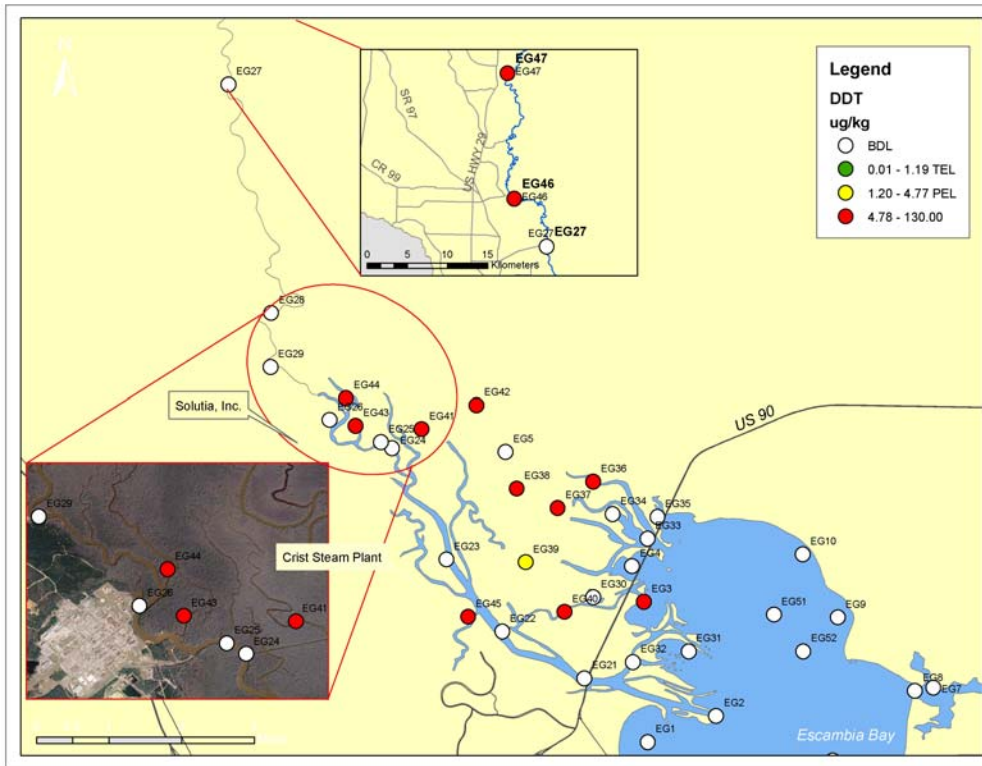 N
EG27
EG47
EG47
SR 97
US HWY 29
CR 99
EG46
EG46
EG27
EG27
0 5 10 15
Kilometers
Legend
DDT
ug/kg
BDL
0.01 - 1.19 TEL
1.20 - 4.77 PEL
4.78 - 130.00
EG28
EG29
EG44
EG42
Solutia, Inc.
EG26
EG43
EG41
EG25
EG24
US 90
EG5
EG38
EG36
EG37
EG34
EG35
EG33
EG29
EG44
EG26
EG43
EG41
EG25
EG24
Crist Steam Plant
EG23
EG39
EG4
EG10
EG30
EG45
EG40
EG3
EG22
EG51
EG9
EG32
EG31
EG52
EG21
EG8
EG7
EG2
EG1
Escambia Bay